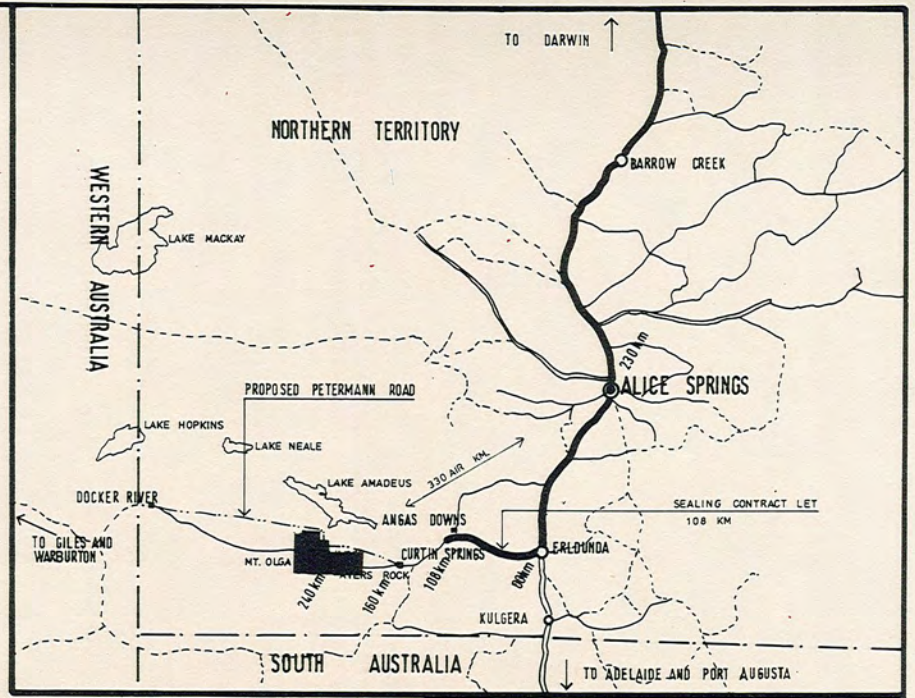 TO DARWIN
NORTHERN TERRITORY
BARROW CREEK
WESTERN AUSTRALIA
LAKE MACKAY
230 km
ALICE SPRINGS
PROPOSED PETERMANN ROAD
LAKE HOPKINS
LAKE NEALE
330 AIR KM.
LAKE AMADEUS
DOCKER RIVER
SEALING CONTRACT LET
108 KM
ANGAS DOWNS
TO GILES AND
WARBURTON
MT. OLGA
AYERS ROCK
CURTIN SPRINGS
ERLDUNDA
240 km
160 km
108 km
00km
KULGERA
SOUTH AUSTRALIA
TO ADELAIDE AND PORT AUGUSTA